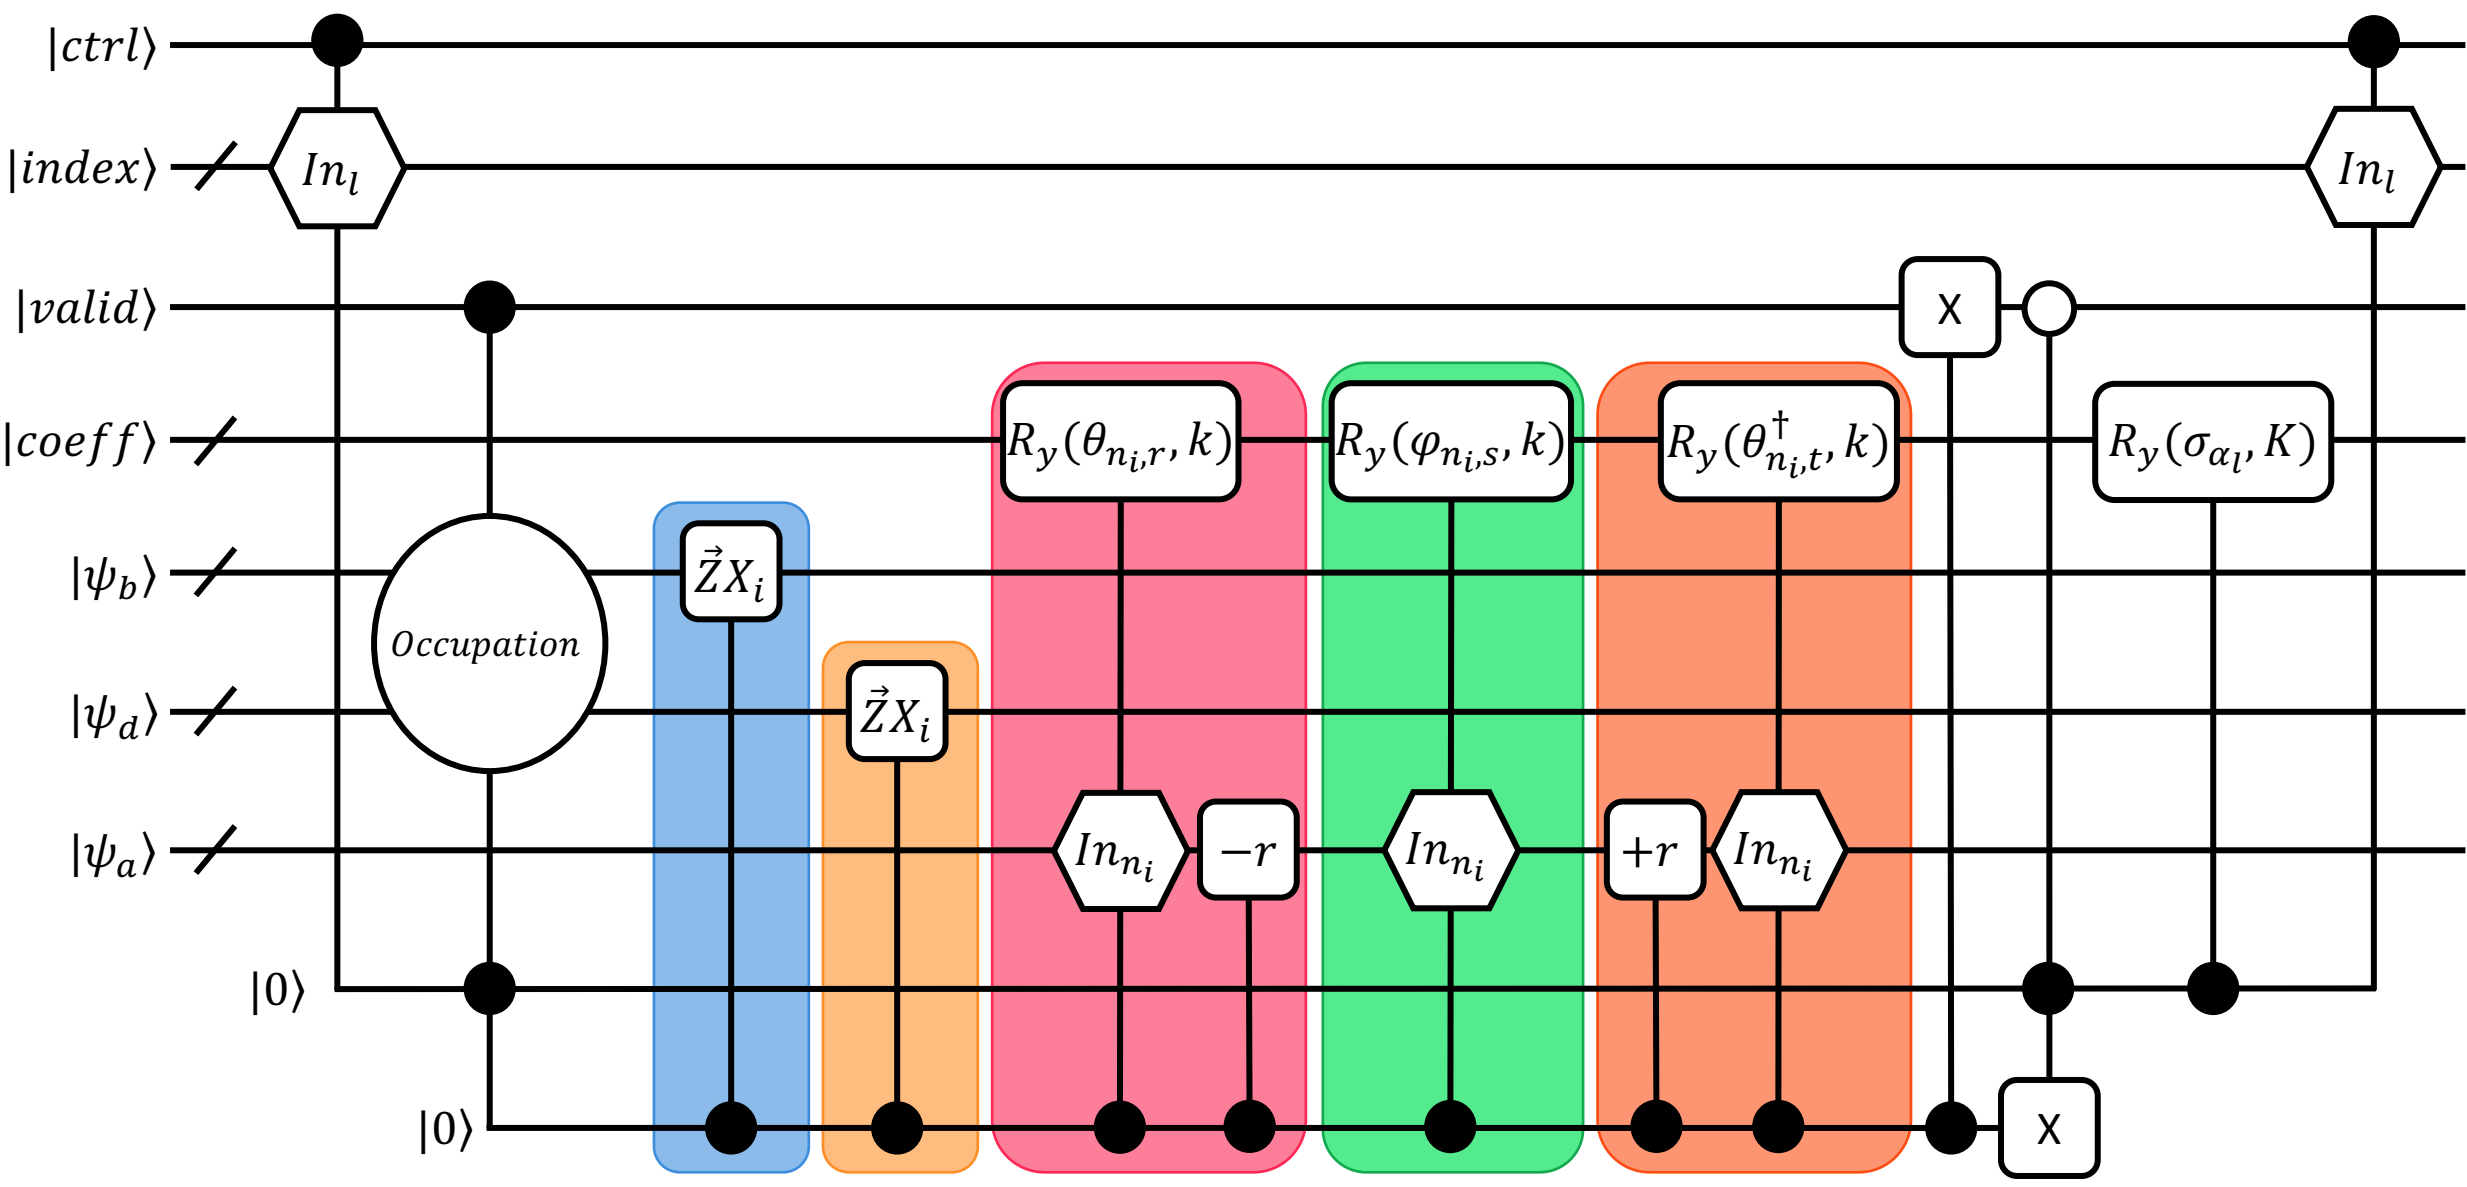 |ctrl⟩
|index⟩ In_l In_l
|valid⟩ X
|coeff⟩ R_y(θ_{n_i,r}, k) R_y(φ_{n_i,s}, k) R_y(θ^†_{n_i,t}, k) R_y(σ_{α_l}, K)
|ψ_b⟩ Z⃗X_i
Occupation
|ψ_d⟩ Z⃗X_i
|ψ_a⟩ In_{n_i} −r In_{n_i} +r In_{n_i}
|0⟩
|0⟩ X